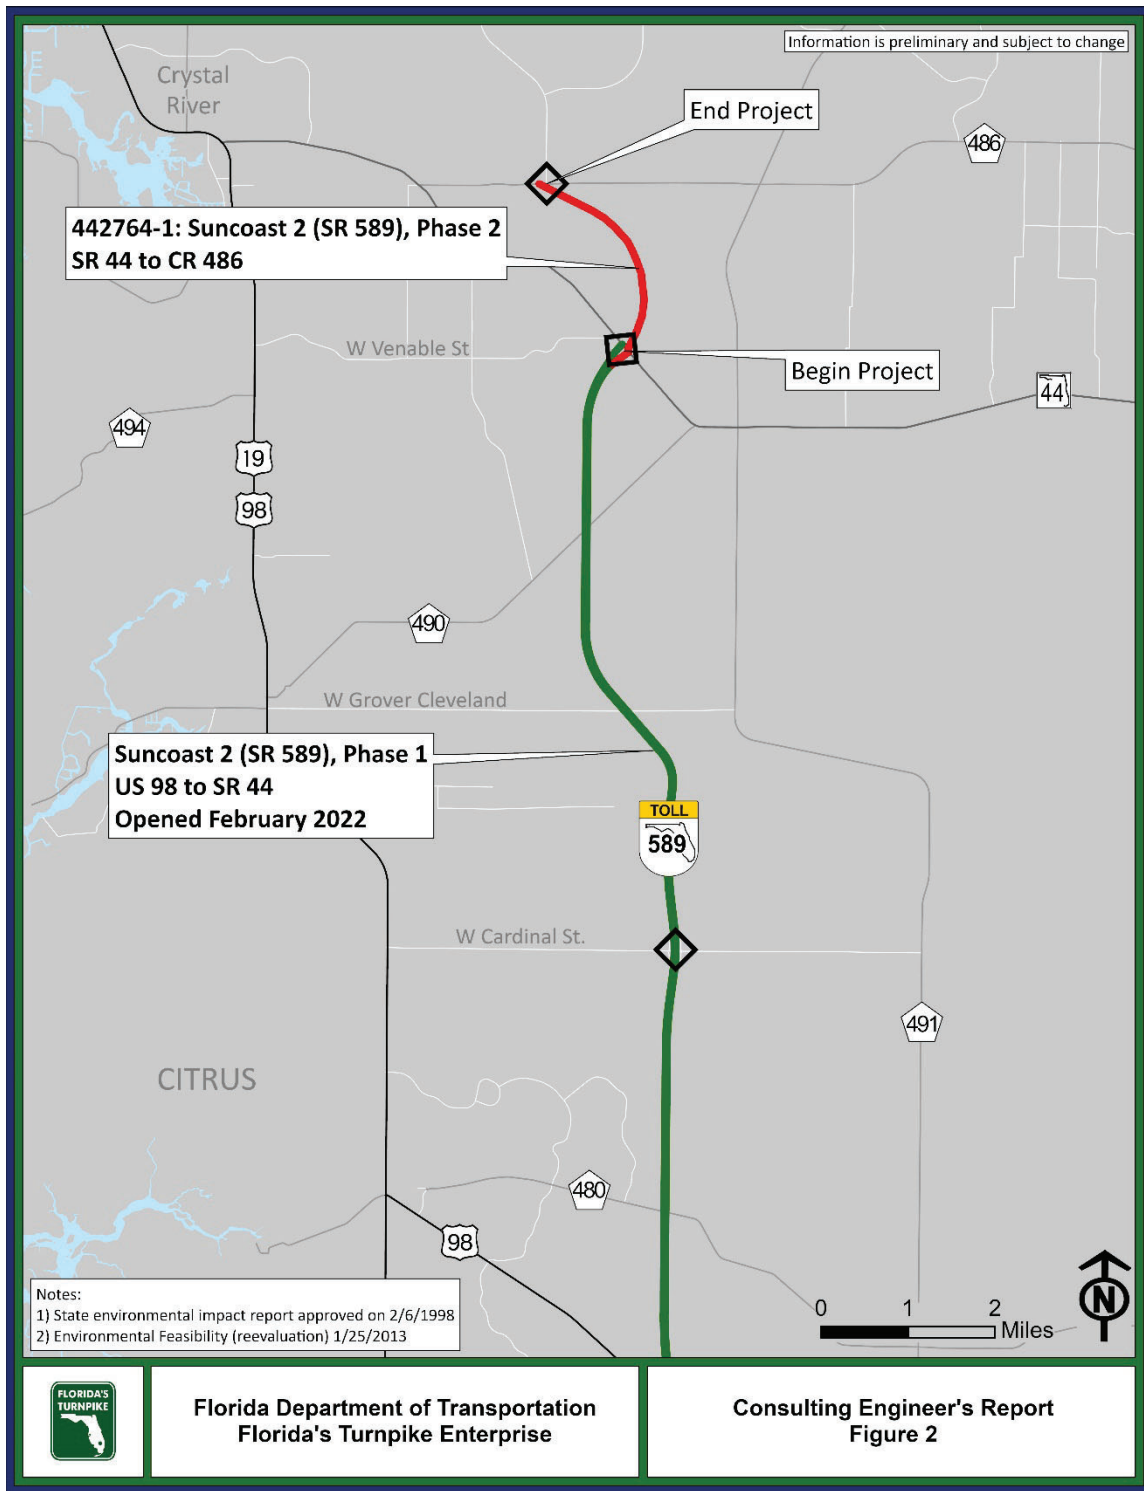 Information is preliminary and subject to change
Crystal
River
End Project
486
442764-1: Suncoast 2 (SR 589), Phase 2
SR 44 to CR 486
W Venable St
Begin Project
44
494
19
98
490
W Grover Cleveland
Suncoast 2 (SR 589), Phase 1
US 98 to SR 44
Opened February 2022
TOLL
589
W Cardinal St.
491
CITRUS
480
98
Notes:
1) State environmental impact report approved on 2/6/1998
2) Environmental Feasibility (reevaluation) 1/25/2013
0 1 2
Miles
N
FLORIDA'S
TURNPIKE
Florida Department of Transportation
Florida's Turnpike Enterprise
Consulting Engineer's Report
Figure 2